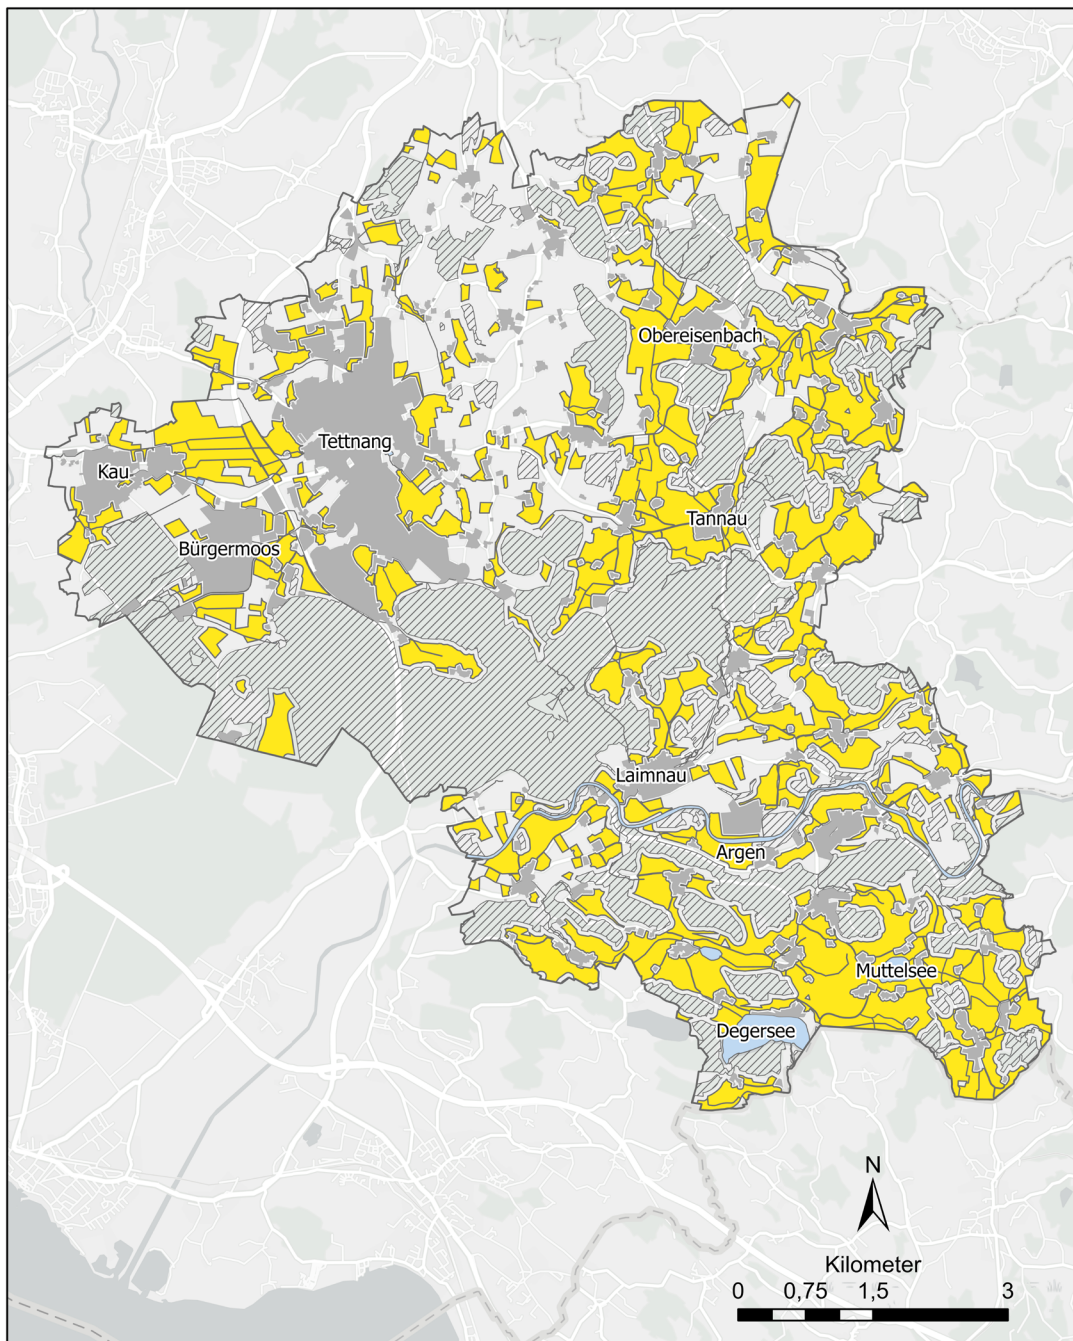 Obereisenbach
Tettnang
Kau
Tannau
Bürgermoos
Laimnau
Argen
Muttelsee
Degersee
N
Kilometer
0 0,75 1,5 3